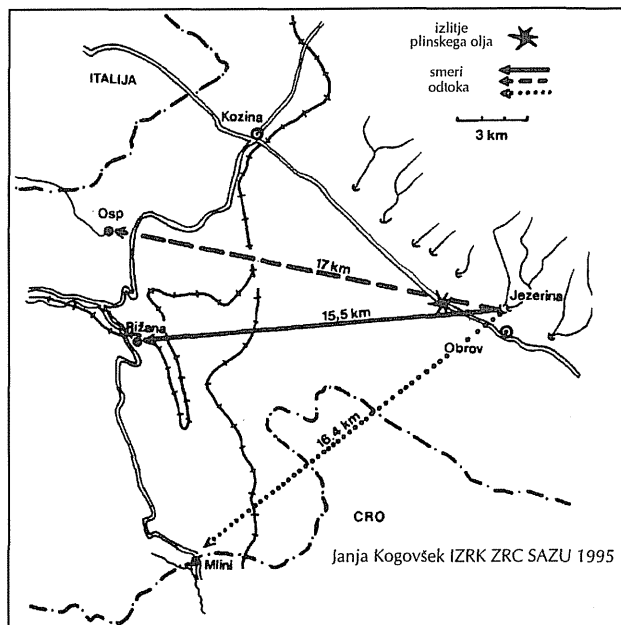 izlitje
plinskega olja
ITALIJA
smeri
odtoka
3 km
Kozina
Osp
17 km
Jezerina
15,5 km
Rižana
Obrov
16,4 km
CRO
Janja Kogovšek IZRK ZRC SAZU 1995
Mlini